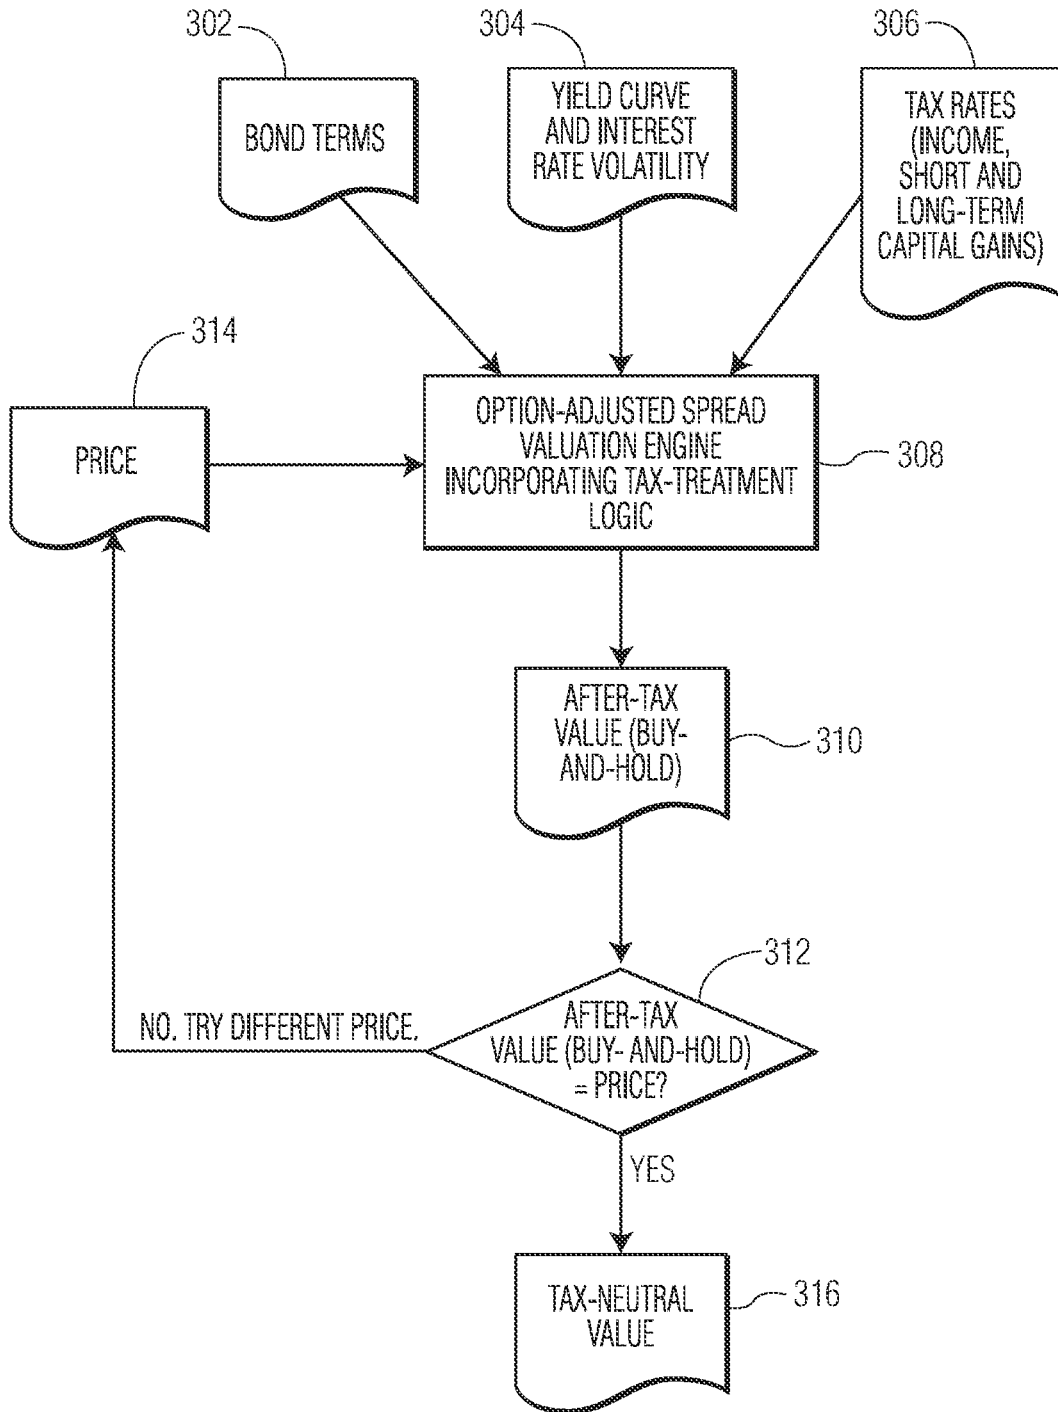 302
304
306
BOND TERMS
YIELD CURVE
AND INTEREST
RATE VOLATILITY
TAX RATES
(INCOME,
SHORT AND
LONG-TERM
CAPITAL GAINS)
314
PRICE
OPTION-ADJUSTED SPREAD
VALUATION ENGINE
INCORPORATING TAX-TREATMENT
LOGIC
308
AFTER-TAX
VALUE (BUY-
AND-HOLD)
310
312
NO. TRY DIFFERENT PRICE.
AFTER-TAX
VALUE (BUY- AND-HOLD)
= PRICE?
YES
TAX-NEUTRAL
VALUE
316